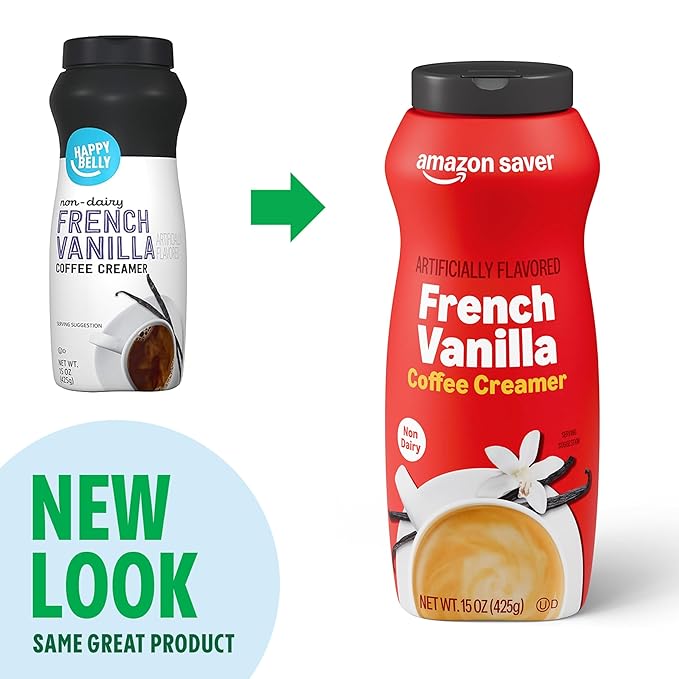 HAPPY
BELLY
non-dairy
FRENCH
VANILLA
ARTIFICIALLY
FLAVORED
COFFEE CREAMER
SERVING SUGGESTION
UD
NET WT.
15 OZ
(425g)
amazon saver
ARTIFICIALLY FLAVORED
French
Vanilla
Coffee Creamer
Non
Dairy
SERVING
SUGGESTION
NET WT. 15 OZ (425g)
UD
NEW
LOOK
SAME GREAT PRODUCT